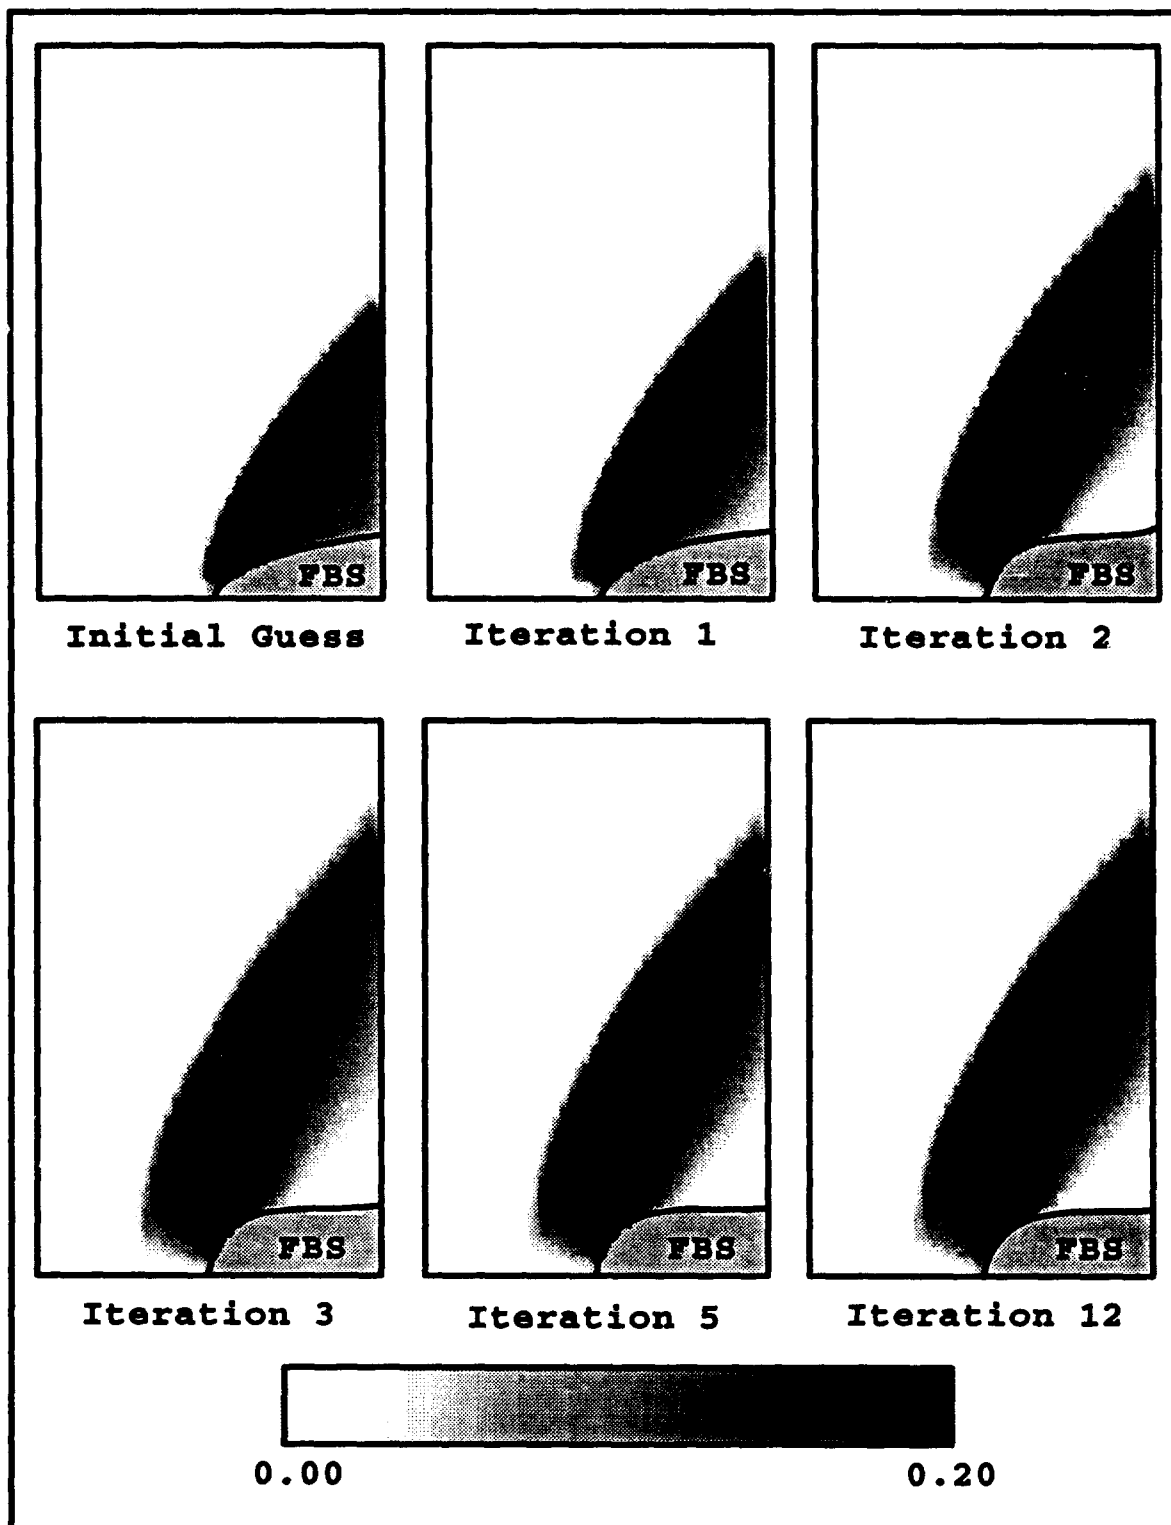 FBS
FBS
FBS
Initial Guess
Iteration 1
Iteration 2
FBS
FBS
FBS
Iteration 3
Iteration 5
Iteration 12
0.00
0.20